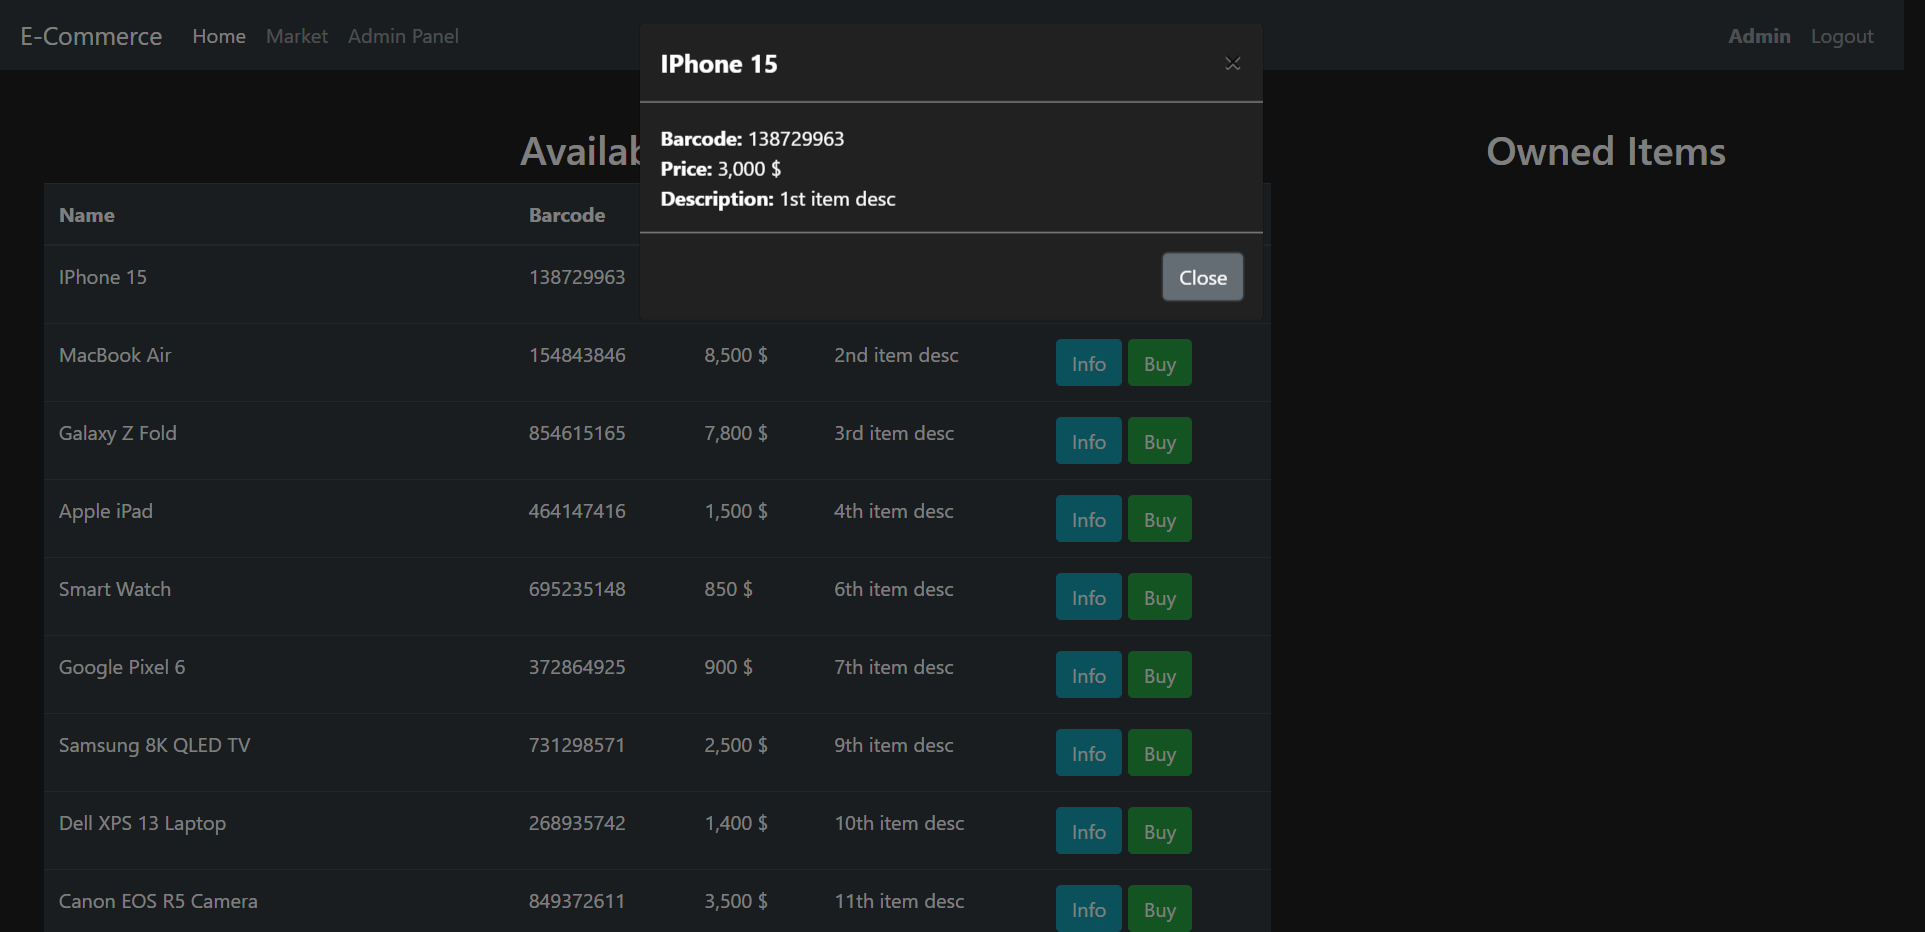 E-Commerce Home Market Admin Panel Admin Logout
IPhone 15 ×
Barcode: 138729963
Price: 3,000 $
Description: 1st item desc
Close
Availab
Owned Items
Name Barcode
IPhone 15 138729963
MacBook Air 154843846 8,500 $ 2nd item desc Info Buy
Galaxy Z Fold 854615165 7,800 $ 3rd item desc Info Buy
Apple iPad 464147416 1,500 $ 4th item desc Info Buy
Smart Watch 695235148 850 $ 6th item desc Info Buy
Google Pixel 6 372864925 900 $ 7th item desc Info Buy
Samsung 8K QLED TV 731298571 2,500 $ 9th item desc Info Buy
Dell XPS 13 Laptop 268935742 1,400 $ 10th item desc Info Buy
Canon EOS R5 Camera 849372611 3,500 $ 11th item desc Info Buy